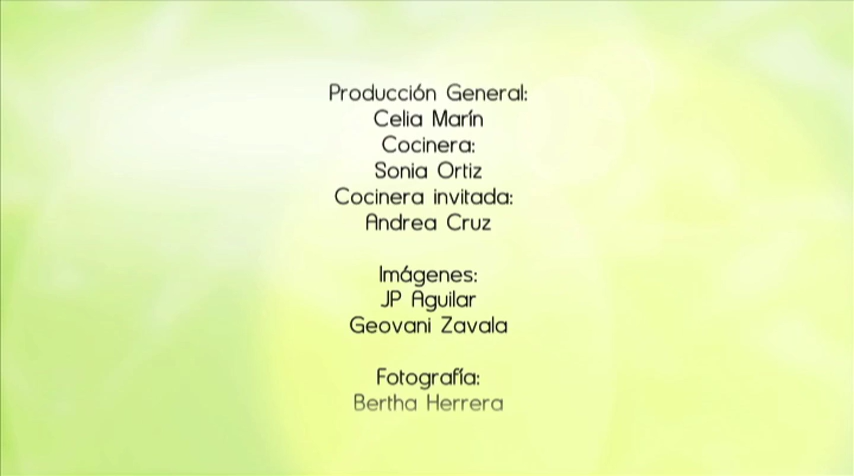 Producción General:
Celia Marín
Cocinera:
Sonia Ortiz
Cocinera invitada:
Andrea Cruz
Imágenes:
JP Aguilar
Geovani Zavala
Fotografía:
Bertha Herrera